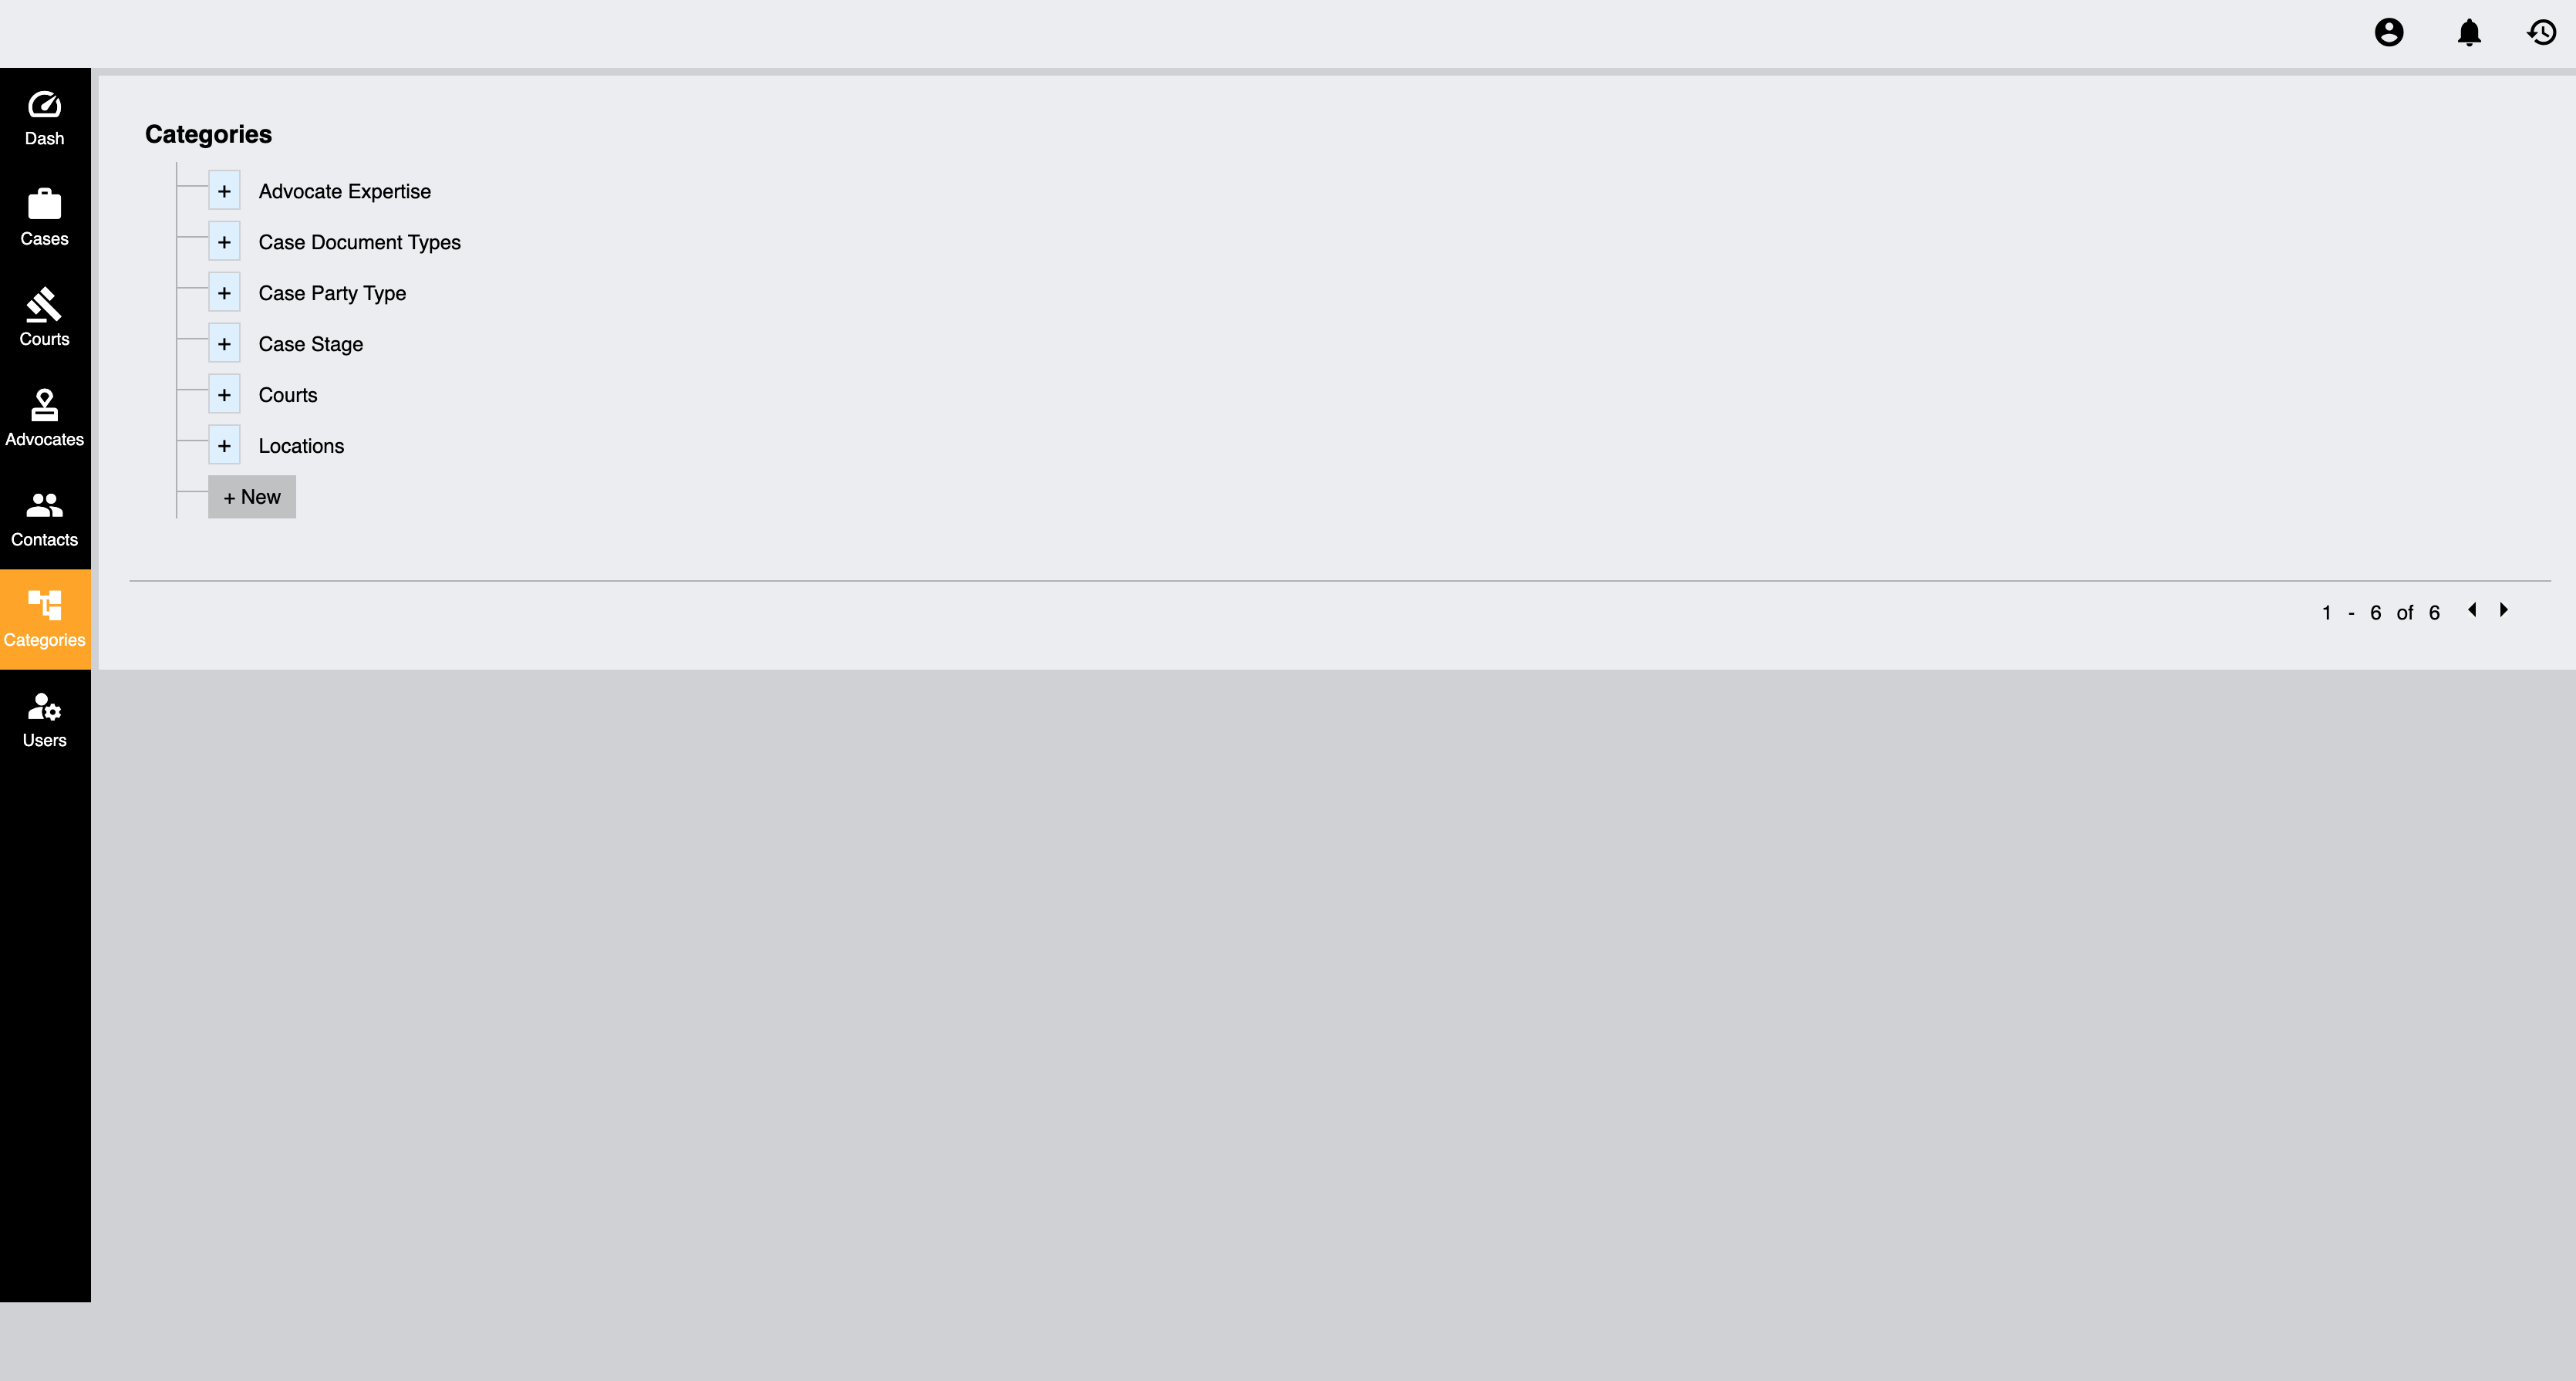 Dash
Cases
Courts
Advocates
Contacts
Categories
Users
Categories
+ Advocate Expertise
+ Case Document Types
+ Case Party Type
+ Case Stage
+ Courts
+ Locations
+ New
1 - 6 of 6